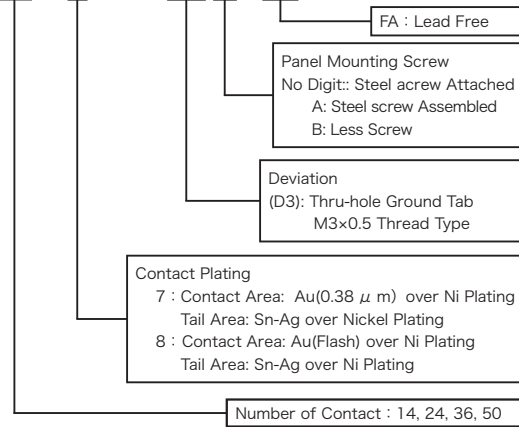 FA : Lead Free
Panel Mounting Screw
No Digit:: Steel acrew Attached
A: Steel screw Assembled
B: Less Screw
Deviation
(D3): Thru-hole Ground Tab
M3×0.5 Thread Type
Contact Plating
7 : Contact Area: Au(0.38 μ m) over Ni Plating
Tail Area: Sn-Ag over Nickel Plating
8 : Contact Area: Au(Flash) over Ni Plating
Tail Area: Sn-Ag over Ni Plating
Number of Contact : 14, 24, 36, 50